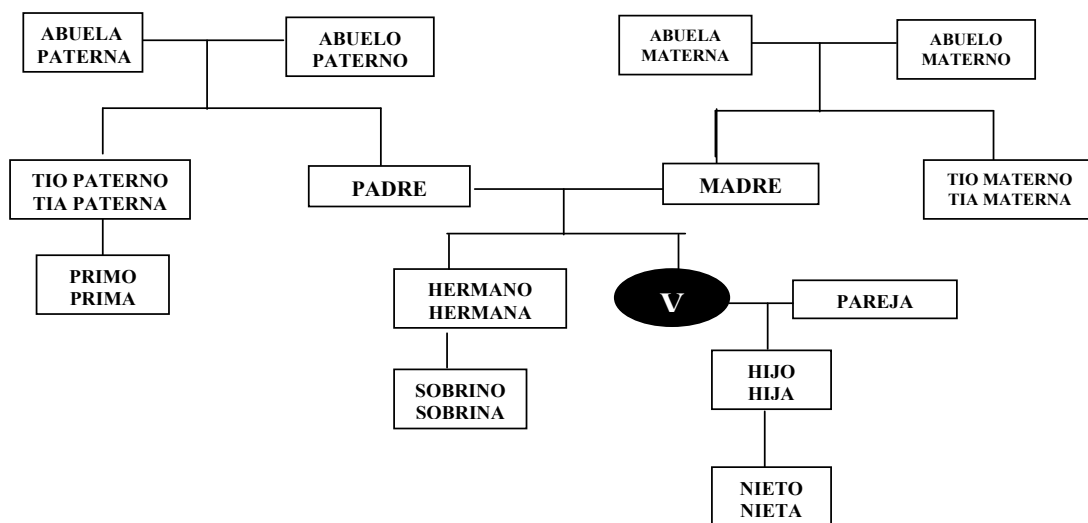 ABUELA
PATERNA
ABUELO
PATERNO
ABUELA
MATERNA
ABUELO
MATERNO
TIO PATERNO
TIA PATERNA
PADRE
MADRE
TIO MATERNO
TIA MATERNA
PRIMO
PRIMA
HERMANO
HERMANA
V
PAREJA
SOBRINO
SOBRINA
HIJO
HIJA
NIETO
NIETA